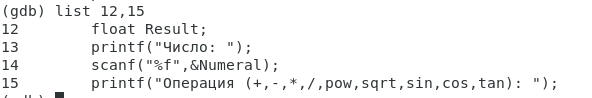 (gdb) list 12,15
12 float Result;
13 printf("Число: ");
14 scanf("%f",&Numeral);
15 printf("Операция (+,-,*,/,pow,sqrt,sin,cos,tan): ");